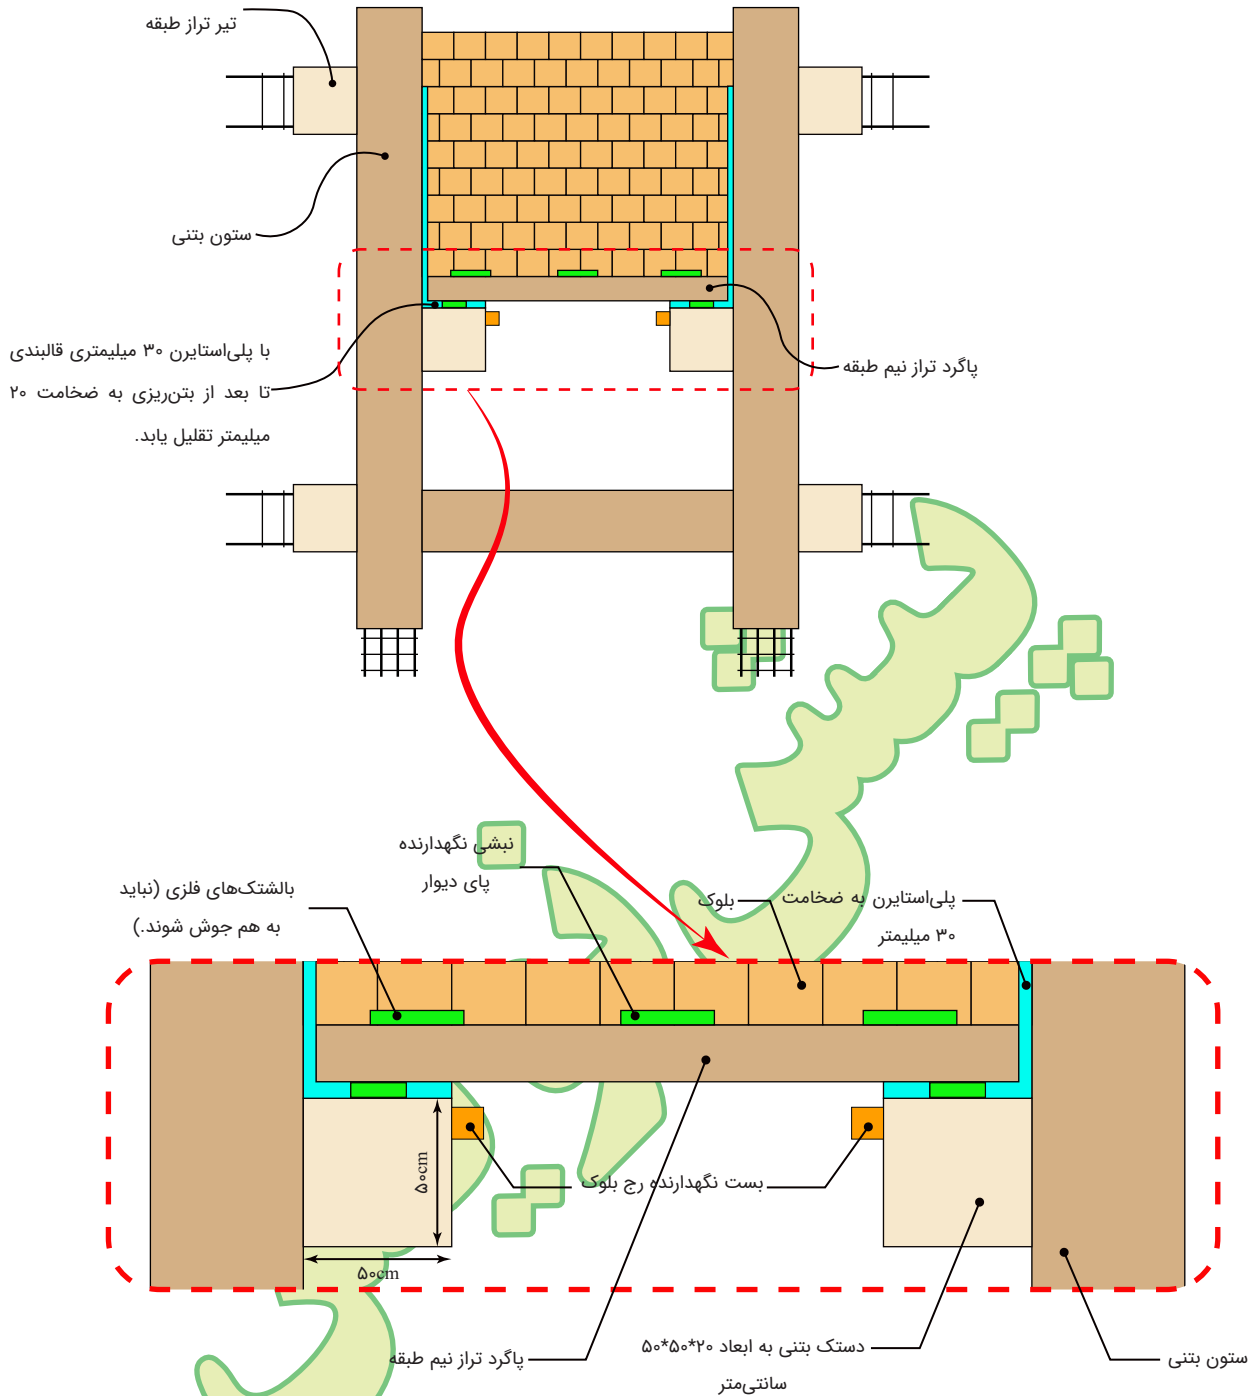 تیر تراز طبقه
ستون بتنی
با پلی‌استایرن ۳۰ میلیمتری قالبندی
تا بعد از بتن‌ریزی به ضخامت ۲۰
میلیمتر تقلیل یابد.
پاگرد تراز نیم طبقه
نبشی نگهدارنده
پای دیوار
بالشتک‌های فلزی (نباید
به هم جوش شوند.)
بلوک
پلی‌استایرن به ضخامت
۳۰ میلیمتر
۵۰cm
۵۰cm
بست نگهدارنده رج بلوک
پاگرد تراز نیم طبقه
دستک بتنی به ابعاد ۲۰*۵۰*۵۰
سانتی‌متر
ستون بتنی